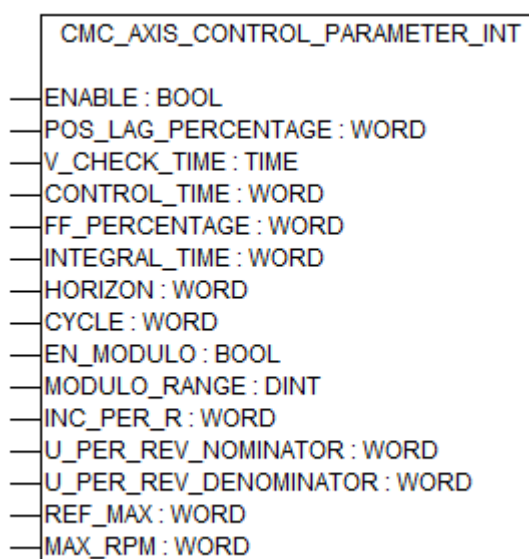 CMC_AXIS_CONTROL_PARAMETER_INT
ENABLE : BOOL
POS_LAG_PERCENTAGE : WORD
V_CHECK_TIME : TIME
CONTROL_TIME : WORD
FF_PERCENTAGE : WORD
INTEGRAL_TIME : WORD
HORIZON : WORD
CYCLE : WORD
EN_MODULO : BOOL
MODULO_RANGE : DINT
INC_PER_R : WORD
U_PER_REV_NOMINATOR : WORD
U_PER_REV_DENOMINATOR : WORD
REF_MAX : WORD
MAX_RPM : WORD